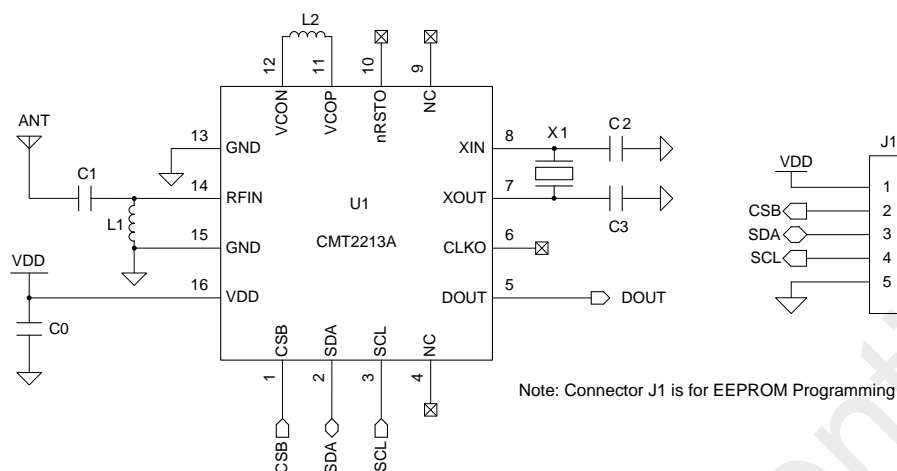 L2
12
11
10
9
VCON
VCOP
nRSTO
NC
ANT
C1
L1
13
GND
14
RFIN
15
GND
16
VDD
VDD
C0
U1
CMT2213A
XIN
8
X1
C2
XOUT
7
C3
CLKO
6
DOUT
5
DOUT
CSB
SDA
SCL
NC
1
2
3
4
CSB
SDA
SCL
J1
VDD
1
CSB
2
SDA
3
SCL
4
5
Note: Connector J1 is for EEPROM Programming